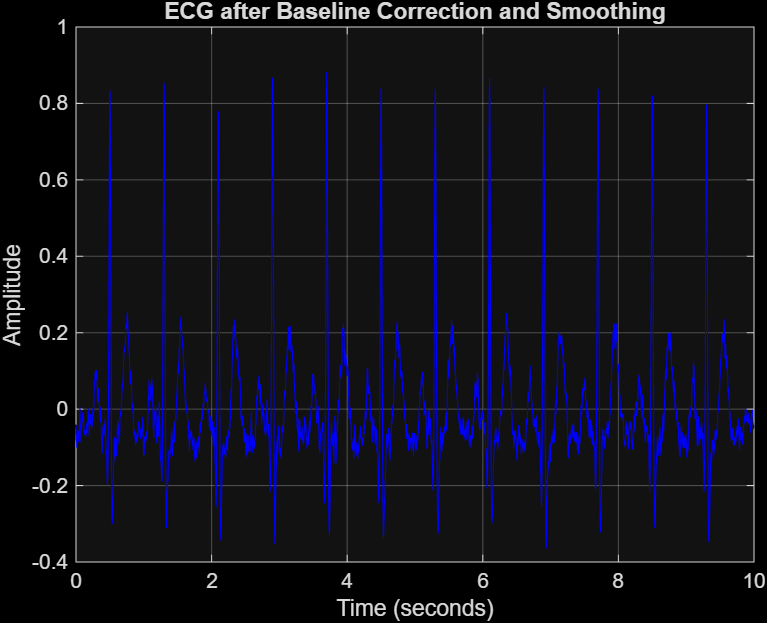 ECG after Baseline Correction and Smoothing
1
0.8
0.6
0.4
0.2
0
-0.2
-0.4
Amplitude
0 2 4 6 8 10
Time (seconds)